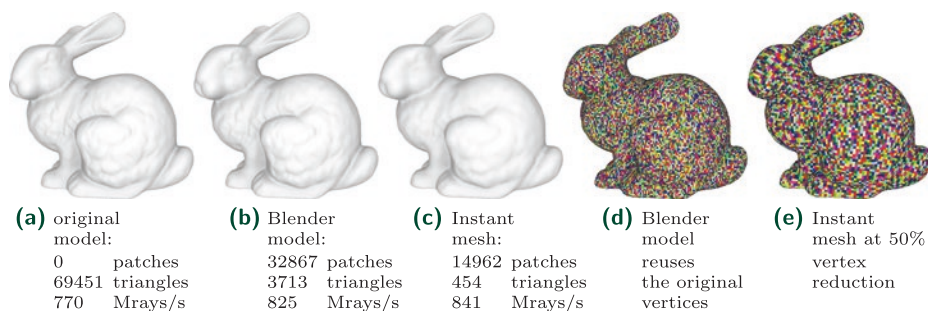 (a) original
model:
0 patches
69451 triangles
770 Mrays/s
(b) Blender
model:
32867 patches
3713 triangles
825 Mrays/s
(c) Instant
mesh:
14962 patches
454 triangles
841 Mrays/s
(d) Blender
model
reuses
the original
vertices
(e) Instant
mesh at 50%
vertex
reduction